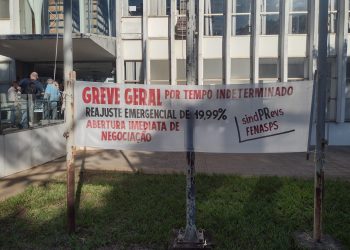 GREVE GERAL POR TEMPO INDETERMINADO
REAJUSTE EMERGENCIAL DE 19,99%
ABERTURA IMEDIATA DE
NEGOCIAÇÃO
sindPRevs
FENASPS